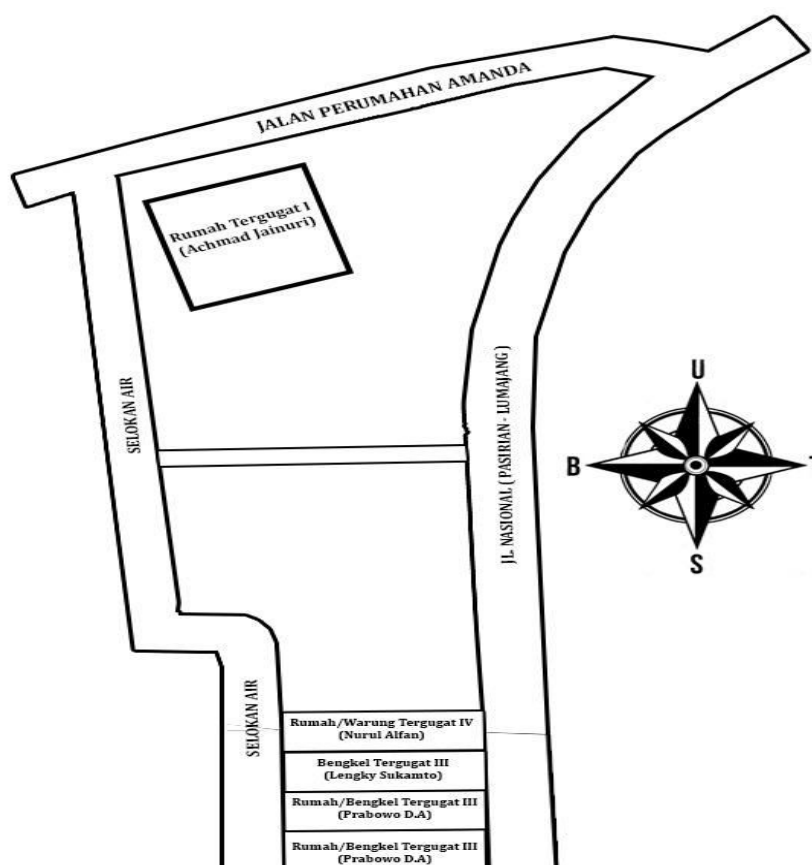 JALAN PERUMAHAN AMANDA
Rumah Tergugat I
(Achmad Jainuri)
SELOKAN AIR
JL. NASIONAL ( PASIRIAN - LUMAJANG )
U
B
T
S
SELOKAN AIR
Rumah/Warung Tergugat IV
(Nurul Alfan)
Bengkel Tergugat III
(Lengky Sukamto)
Rumah/Bengkel Tergugat III
(Prabowo D.A)
Rumah/Bengkel Tergugat III
(Prabowo D.A)